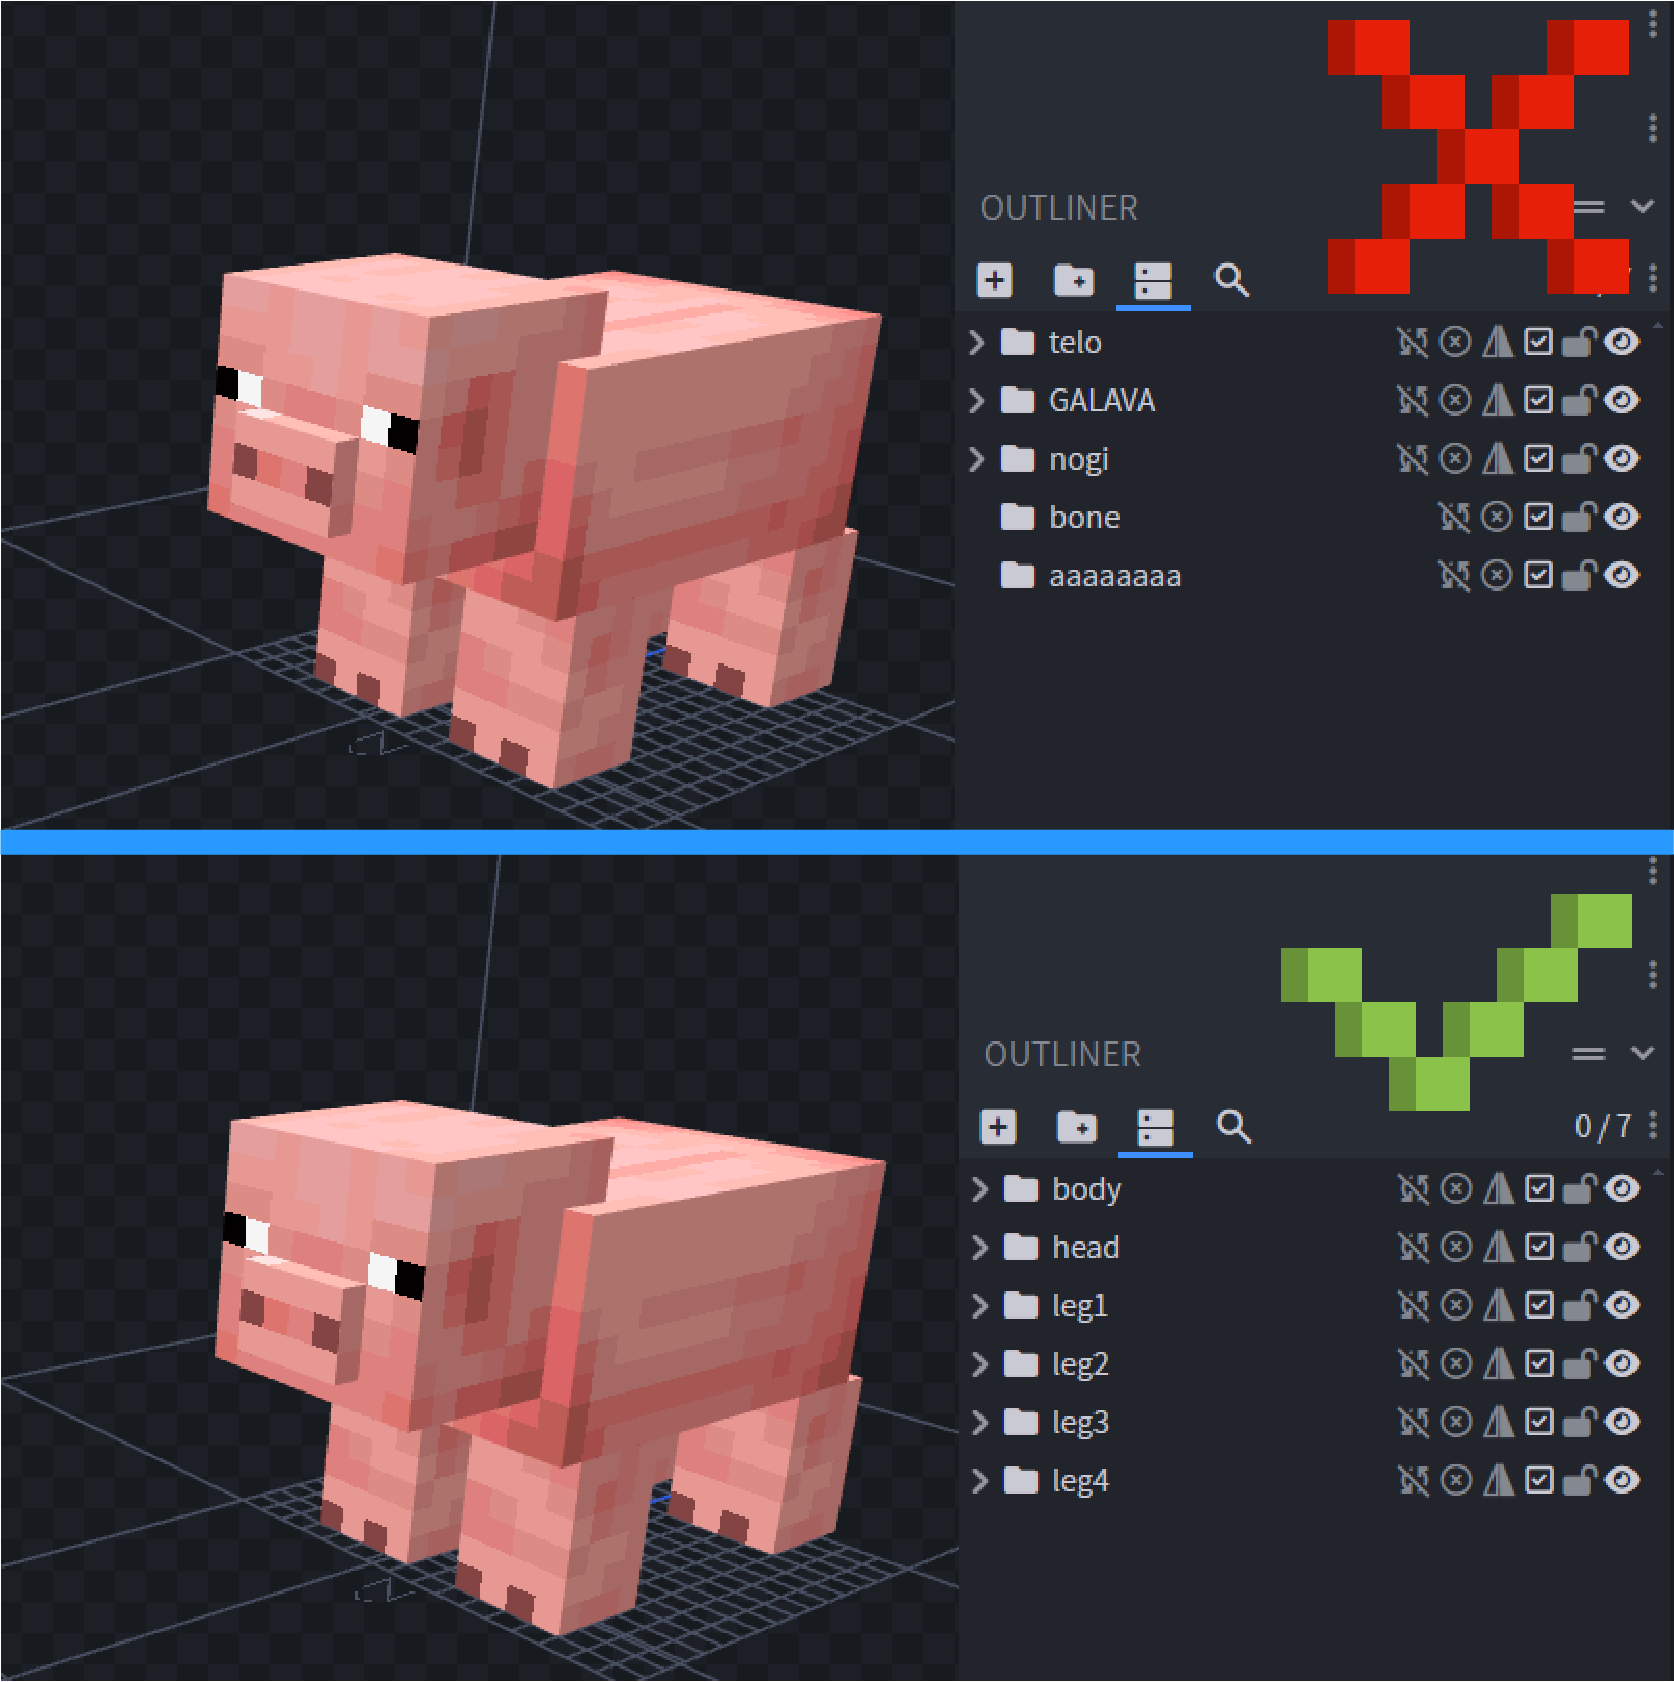 OUTLINER
telo
GALAVA
nogi
bone
aaaaaaaa
OUTLINER
0 / 7
body
head
leg1
leg2
leg3
leg4